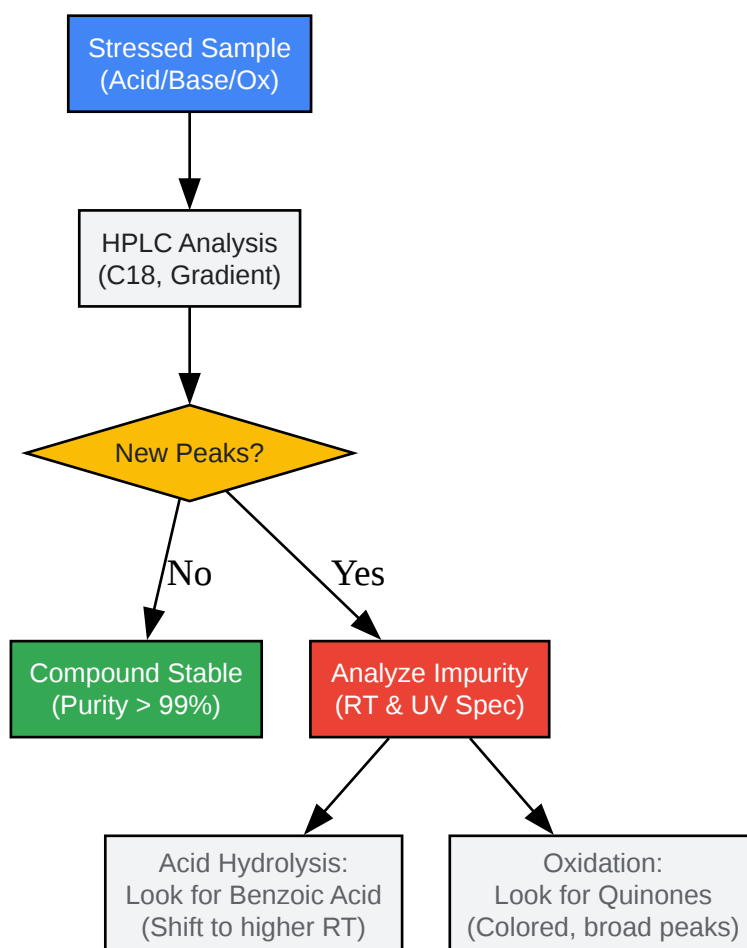 Stressed Sample
(Acid/Base/Ox)
HPLC Analysis
(C18, Gradient)
New Peaks?
No
Yes
Compound Stable
(Purity > 99%)
Analyze Impurity
(RT & UV Spec)
Acid Hydrolysis:
Look for Benzoic Acid
(Shift to higher RT)
Oxidation:
Look for Quinones
(Colored, broad peaks)